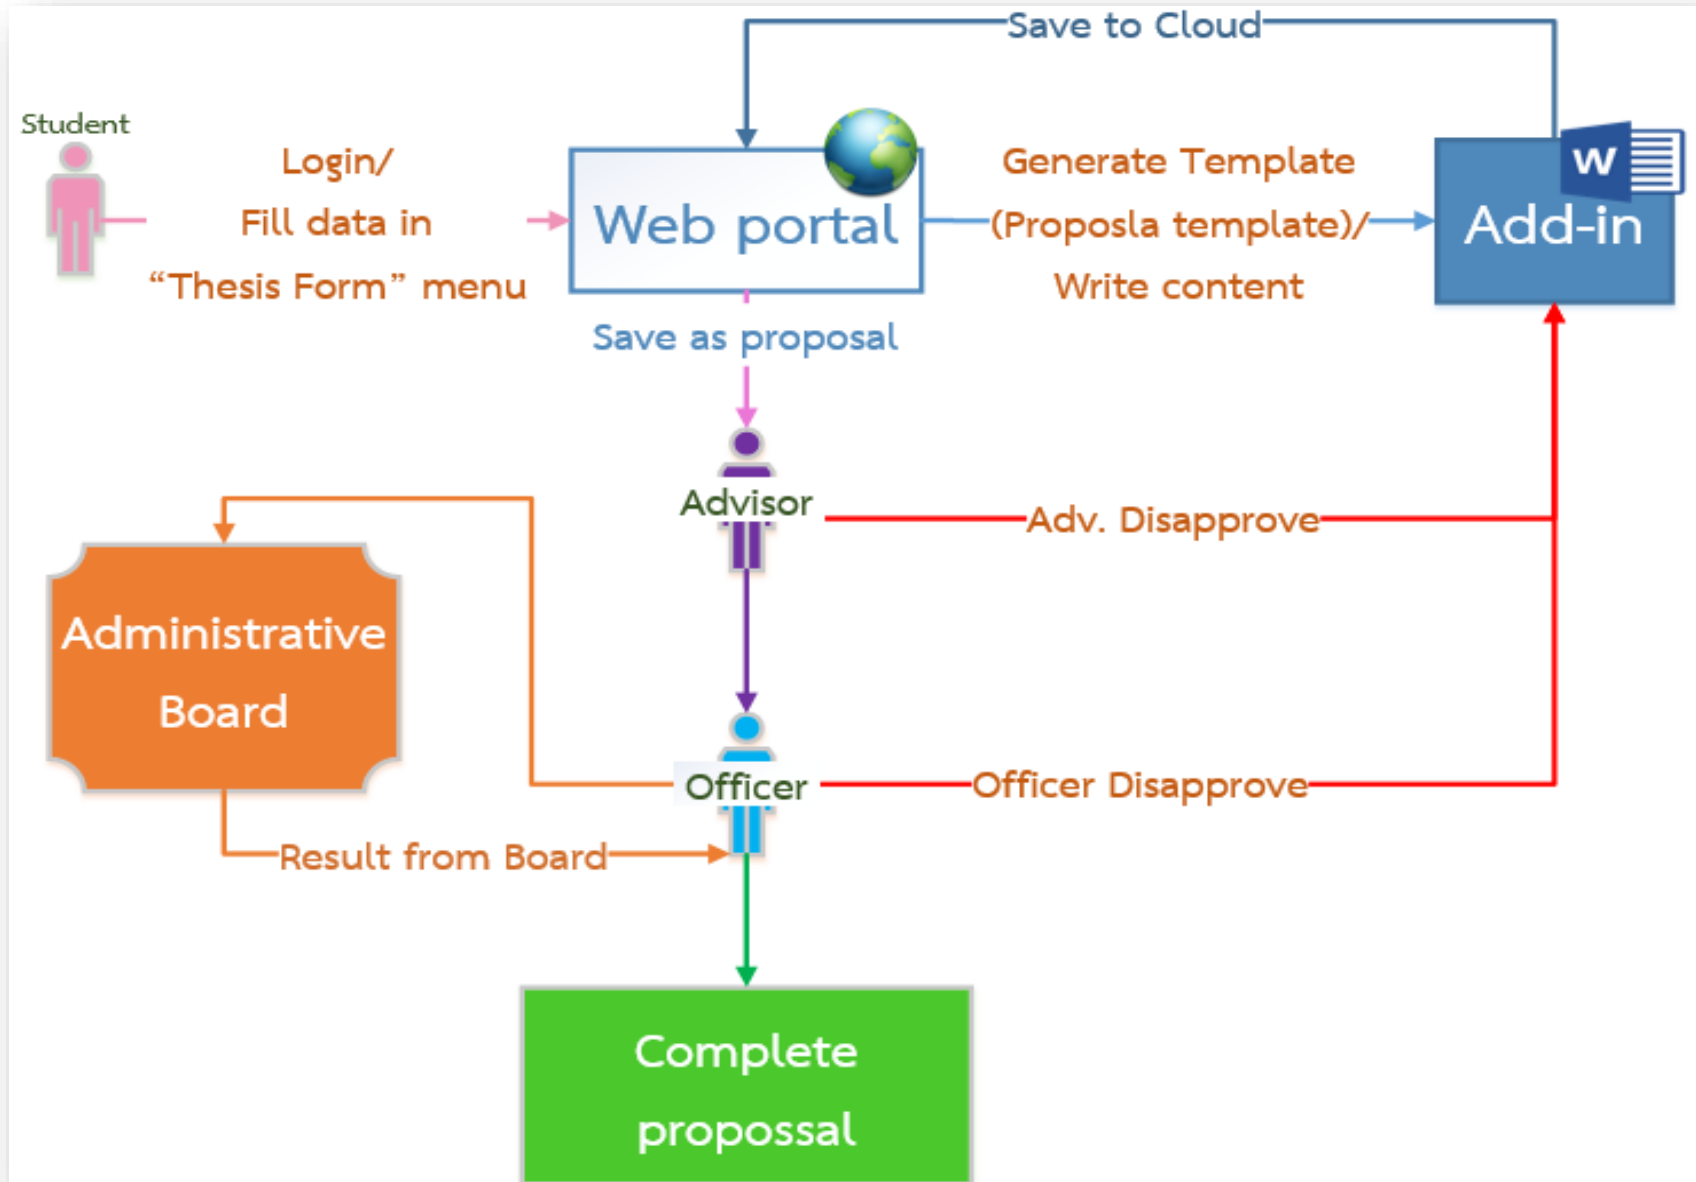 Save to Cloud
Student
Login/
Fill data in
“Thesis Form” menu
Web portal
Generate Template
(Proposla template)/
Write content
W
Add-in
Save as proposal
Advisor
Adv. Disapprove
Administrative
Board
Officer
Officer Disapprove
Result from Board
Complete
propossal